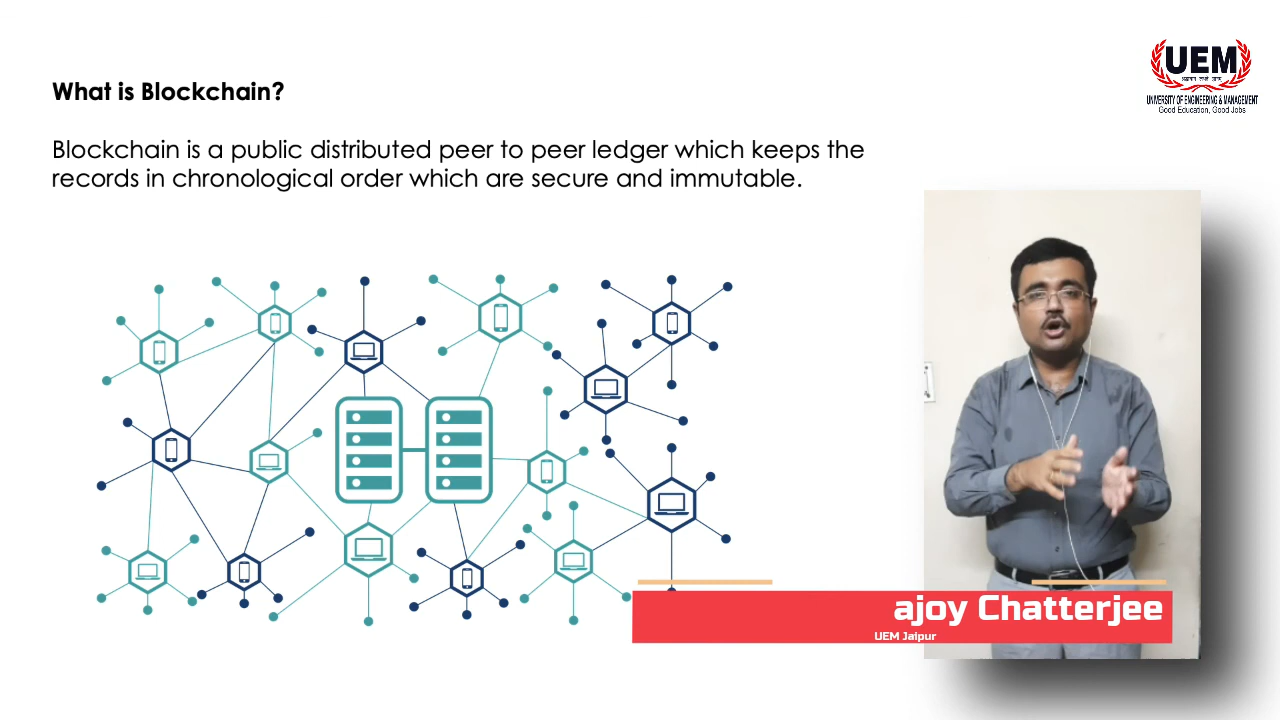 What is Blockchain?
Blockchain is a public distributed peer to peer ledger which keeps the
records in chronological order which are secure and immutable.
UEM
UNIVERSITY OF ENGINEERING & MANAGEMENT
Good Education, Good Jobs
ajoy Chatterjee
UEM Jaipur